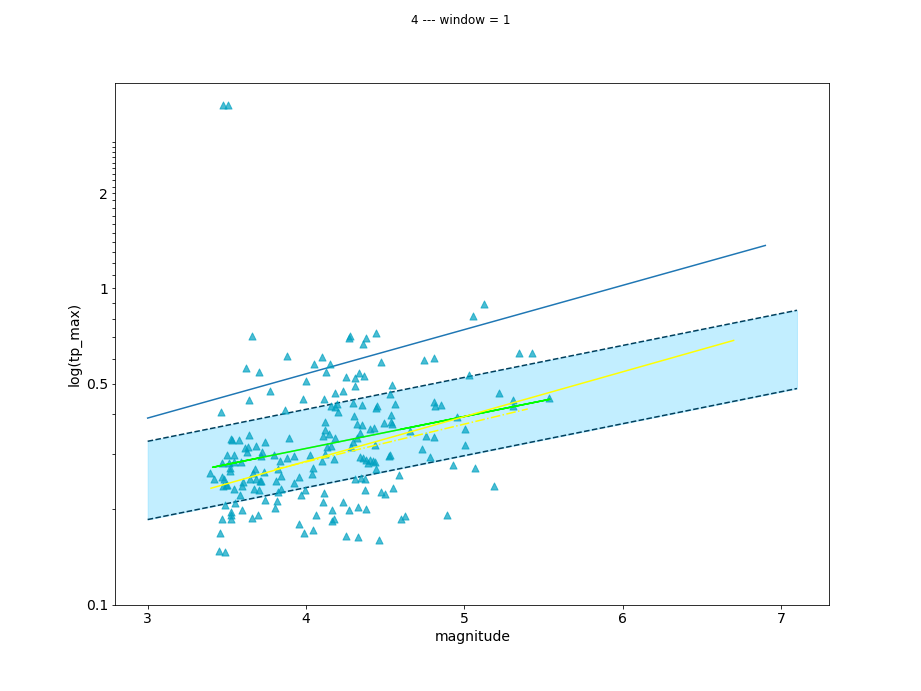 4 --- window = 1
log(tp_max)
2
1
0.5
0.1
3 4 5 6 7
magnitude